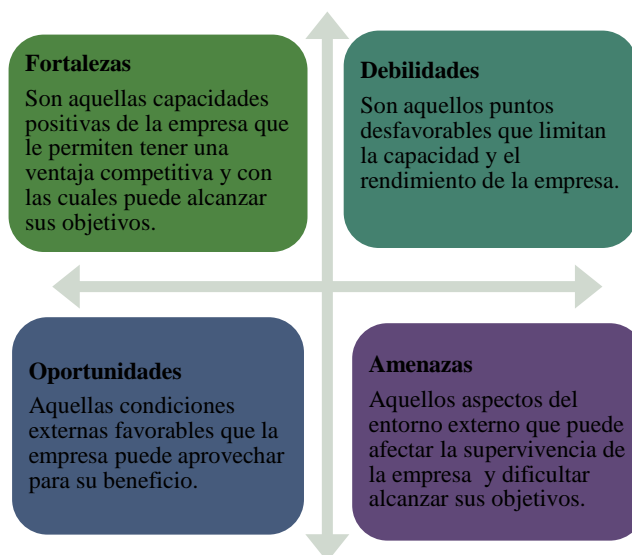 Fortalezas
Son aquellas capacidades
positivas de la empresa que
le permiten tener una
ventaja competitiva y con
las cuales puede alcanzar
sus objetivos.
Debilidades
Son aquellos puntos
desfavorables que limitan
la capacidad y el
rendimiento de la empresa.
Oportunidades
Aquellas condiciones
externas favorables que la
empresa puede aprovechar
para su beneficio.
Amenazas
Aquellos aspectos del
entorno externo que puede
afectar la supervivencia de
la empresa y dificultar
alcanzar sus objetivos.